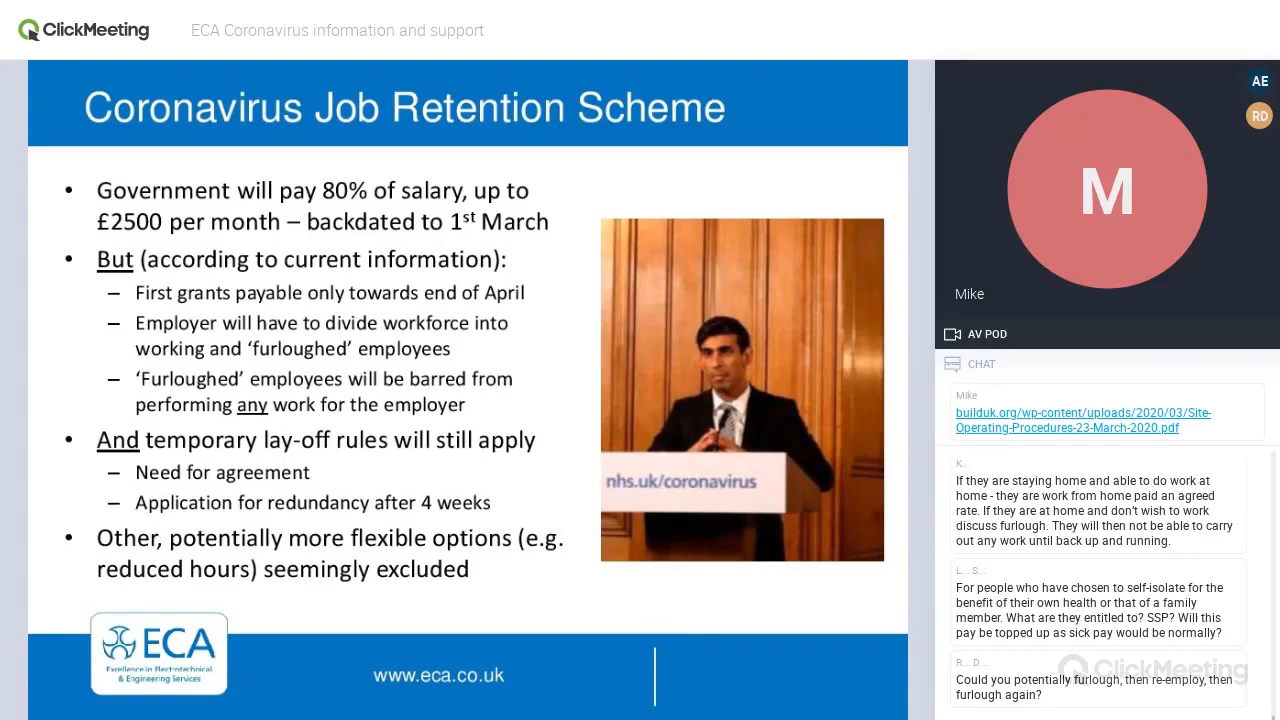 ClickMeeting
ECA Coronavirus information and support
Coronavirus Job Retention Scheme
• Government will pay 80% of salary, up to
£2500 per month – backdated to 1st March
• But (according to current information):
– First grants payable only towards end of April
– Employer will have to divide workforce into
working and ‘furloughed’ employees
– ‘Furloughed’ employees will be barred from
performing any work for the employer
• And temporary lay-off rules will still apply
– Need for agreement
– Application for redundancy after 4 weeks
• Other, potentially more flexible options (e.g.
reduced hours) seemingly excluded
nhs.uk/coronavirus
ECA
Excellence in Electrotechnical
& Engineering Services
www.eca.co.uk
AE
RD
M
Mike
AV POD
CHAT
Mike
builduk.org/wp-content/uploads/2020/03/Site-
Operating-Procedures-23-March-2020.pdf
K...
If they are staying home and able to do work at
home - they are work from home paid an agreed
rate. If they are at home and don’t wish to work
discuss furlough. They will then not be able to carry
out any work until back up and running.
L... S...
For people who have chosen to self-isolate for the
benefit of their own health or that of a family
member. What are they entitled to? SSP? Will this
pay be topped up as sick pay would be normally?
R... D...
Could you potentially furlough, then re-employ, then
furlough again?
ClickMeeting